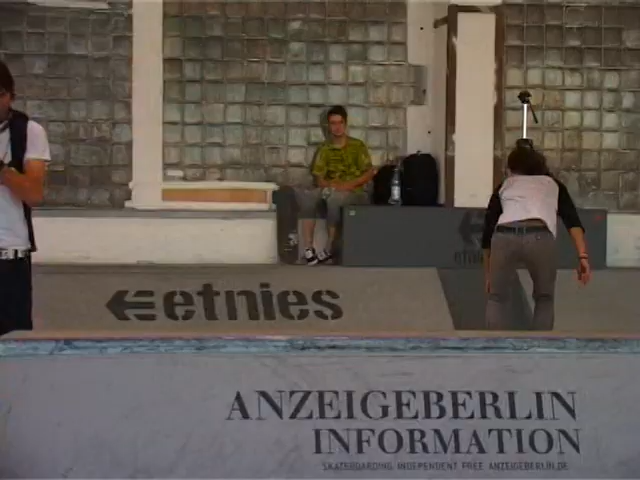 etnies
ANZEIGEBERLIN
INFORMATION
SKATEBOARDING INDEPENDENT FREE ANZEIGEBERLIN.DE